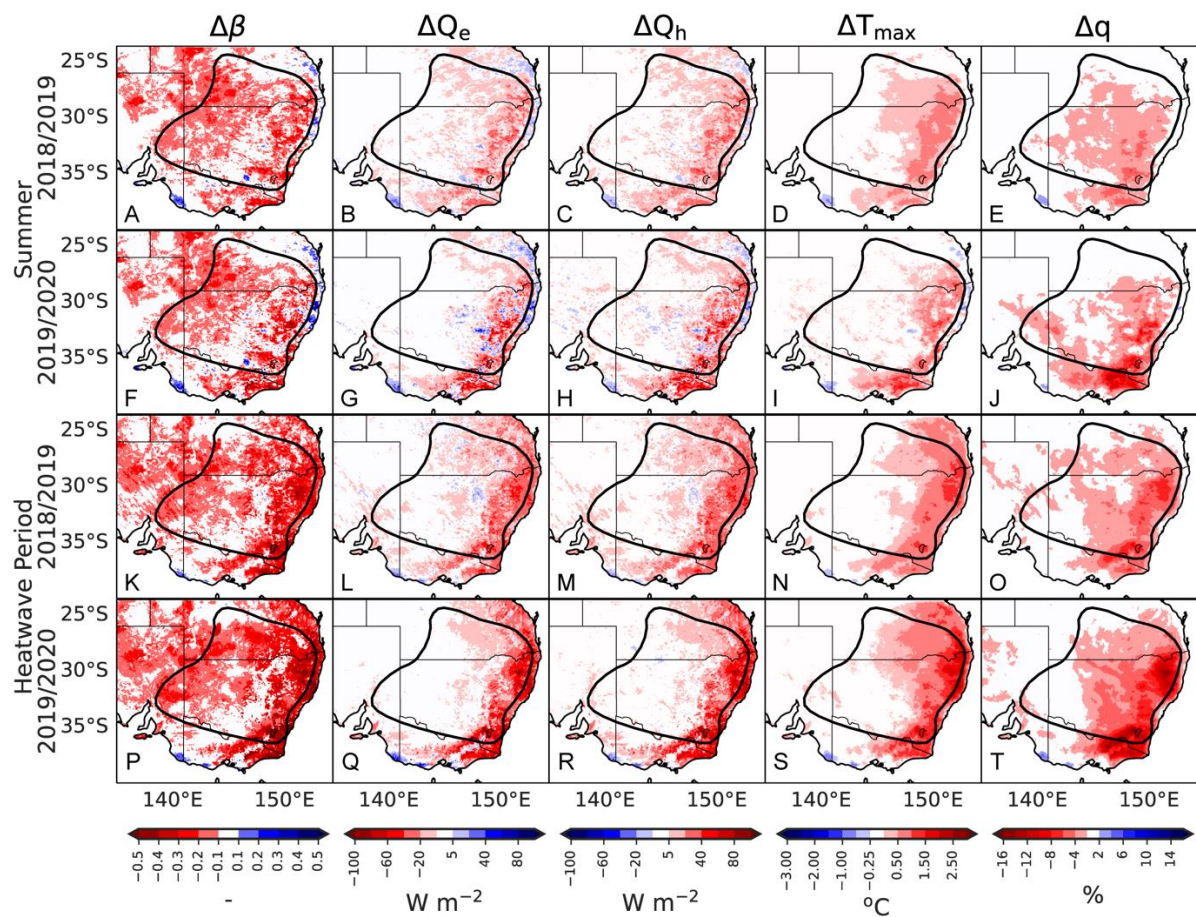 Δβ ΔQe ΔQh ΔTmax Δq
Summer
2018/2019
25°S
30°S
35°S
A B C D E
2019/2020
25°S
30°S
35°S
F G H I J
Heatwave Period
2018/2019
25°S
30°S
35°S
K L M N O
2019/2020
25°S
30°S
35°S
P Q R S T
140°E 150°E 140°E 150°E 140°E 150°E 140°E 150°E 140°E 150°E
−0.5 −0.4 −0.3 −0.2 −0.1 0.1 0.2 0.3 0.4 0.5
−100 −60 −20 5 40 80
−100 −60 −20 5 40 80
−3.00 −2.00 −1.00 −0.25 0.50 1.50 2.50
−16 −12 −8 −4 2 6 10 14
- W m−2 W m−2 oC %